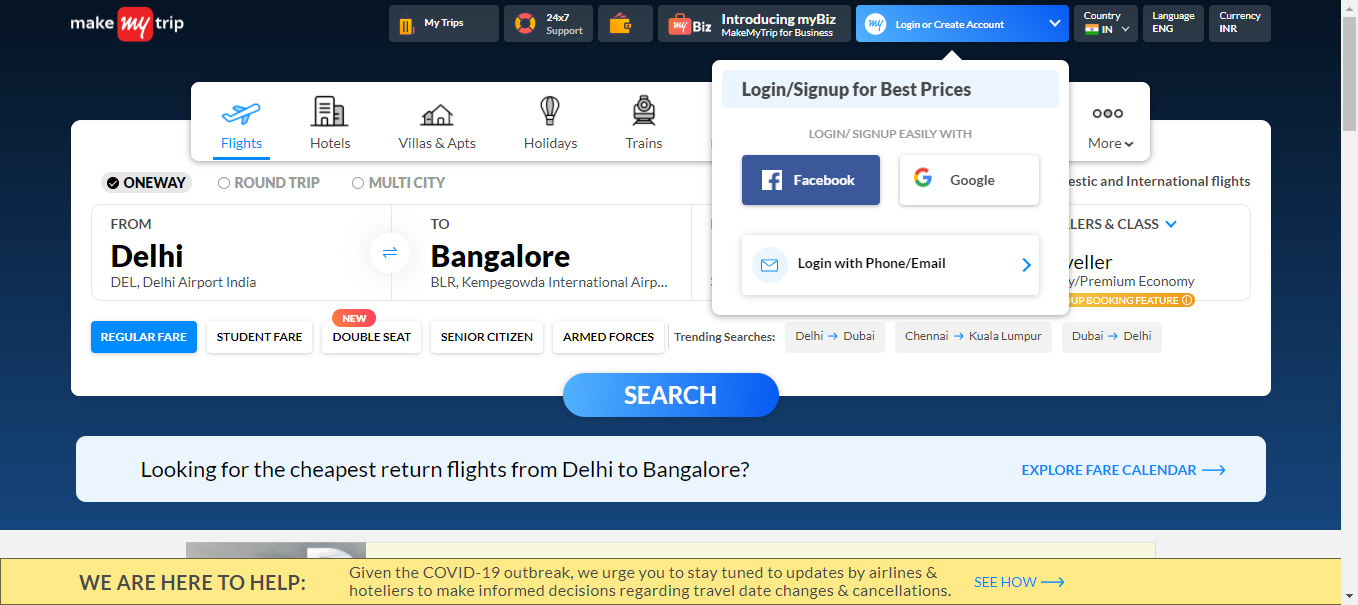 make my trip
My Trips
24x7
Support
my Biz
Introducing myBiz
MakeMyTrip for Business
my
Login or Create Account
Country
IN
Language
ENG
Currency
INR
Login/Signup for Best Prices
LOGIN/ SIGNUP EASILY WITH
Facebook
Google
Login with Phone/Email
Flights
Hotels
Villas & Apts
Holidays
Trains
More
ONEWAY
ROUND TRIP
MULTI CITY
International flights
FROM
Delhi
DEL, Delhi Airport India
TO
Bangalore
BLR, Kempegowda International Airp...
& CLASS
/Premium Economy
BOOKING FEATURE
REGULAR FARE
STUDENT FARE
NEW
DOUBLE SEAT
SENIOR CITIZEN
ARMED FORCES
Trending Searches:
Delhi → Dubai
Chennai → Kuala Lumpur
Dubai → Delhi
SEARCH
Looking for the cheapest return flights from Delhi to Bangalore?
EXPLORE FARE CALENDAR
WE ARE HERE TO HELP:
Given the COVID-19 outbreak, we urge you to stay tuned to updates by airlines &
hoteliers to make informed decisions regarding travel date changes & cancellations.
SEE HOW